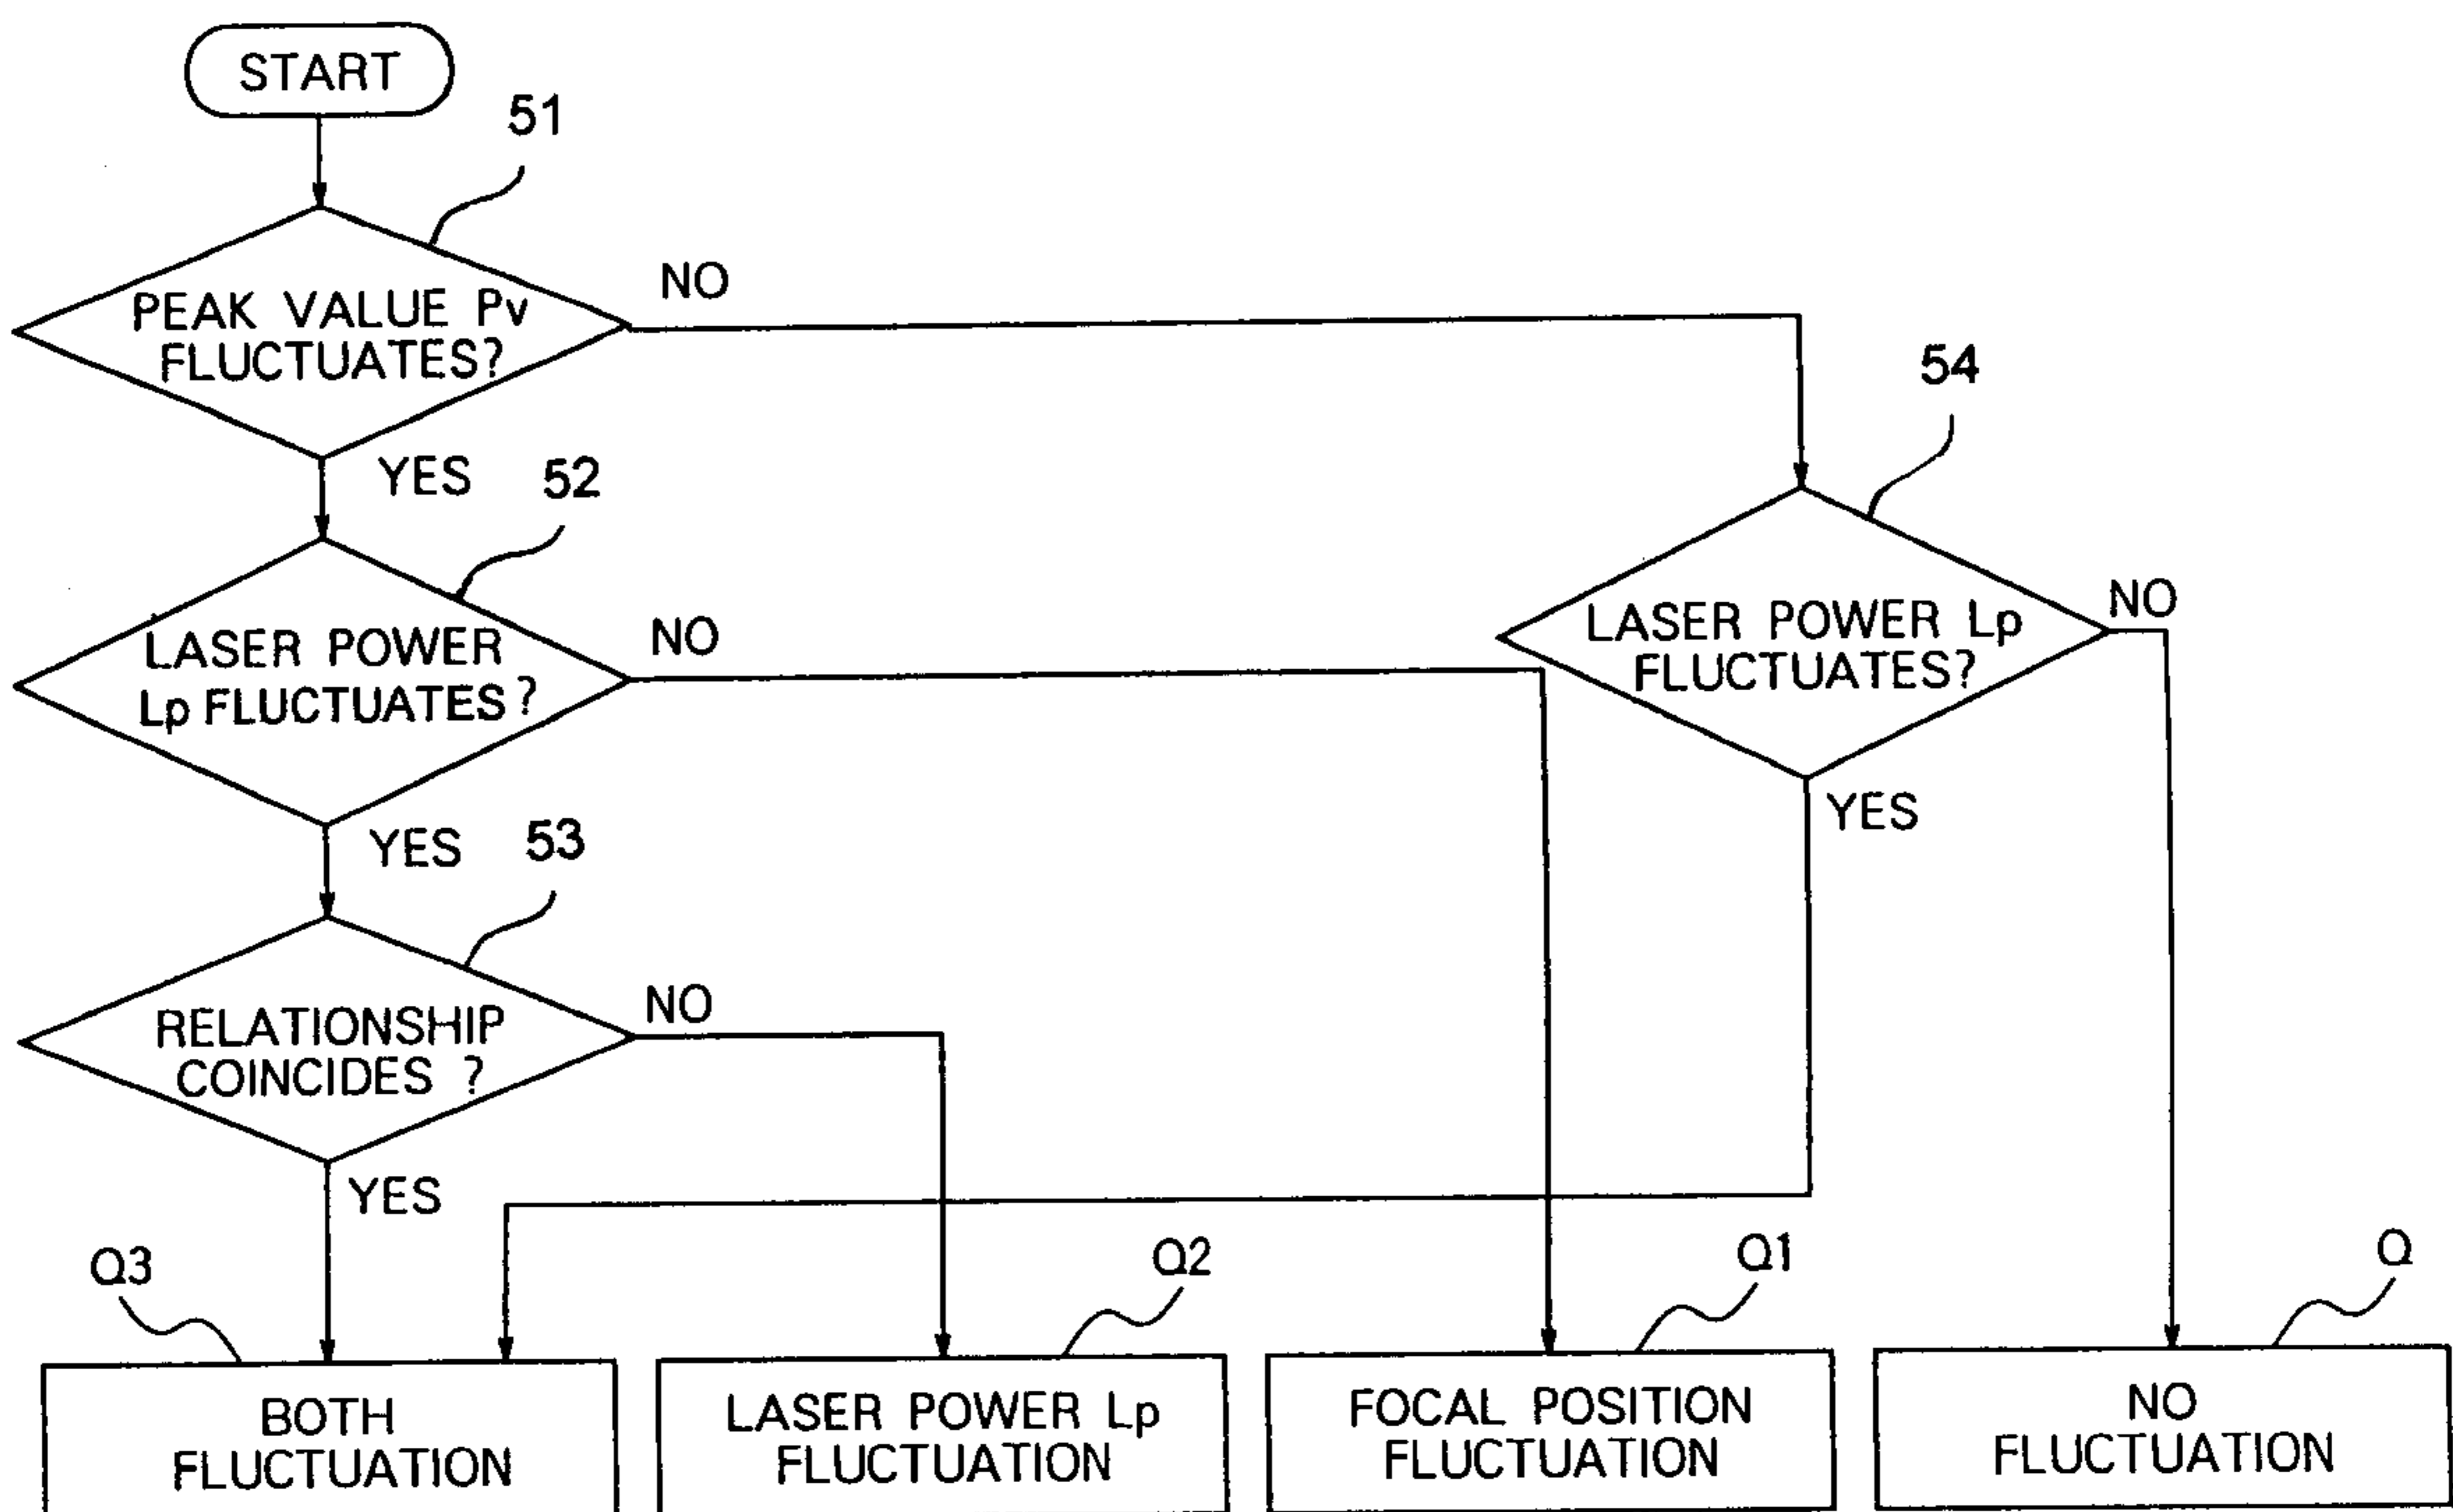 START
51
PEAK VALUE Pv
FLUCTUATES?
NO
YES
52
LASER POWER
Lp FLUCTUATES?
NO
YES
54
LASER POWER Lp
FLUCTUATES?
NO
YES
53
RELATIONSHIP
COINCIDES ?
NO
YES
Q3
BOTH
FLUCTUATION
Q2
LASER POWER Lp
FLUCTUATION
Q1
FOCAL POSITION
FLUCTUATION
Q
NO
FLUCTUATION